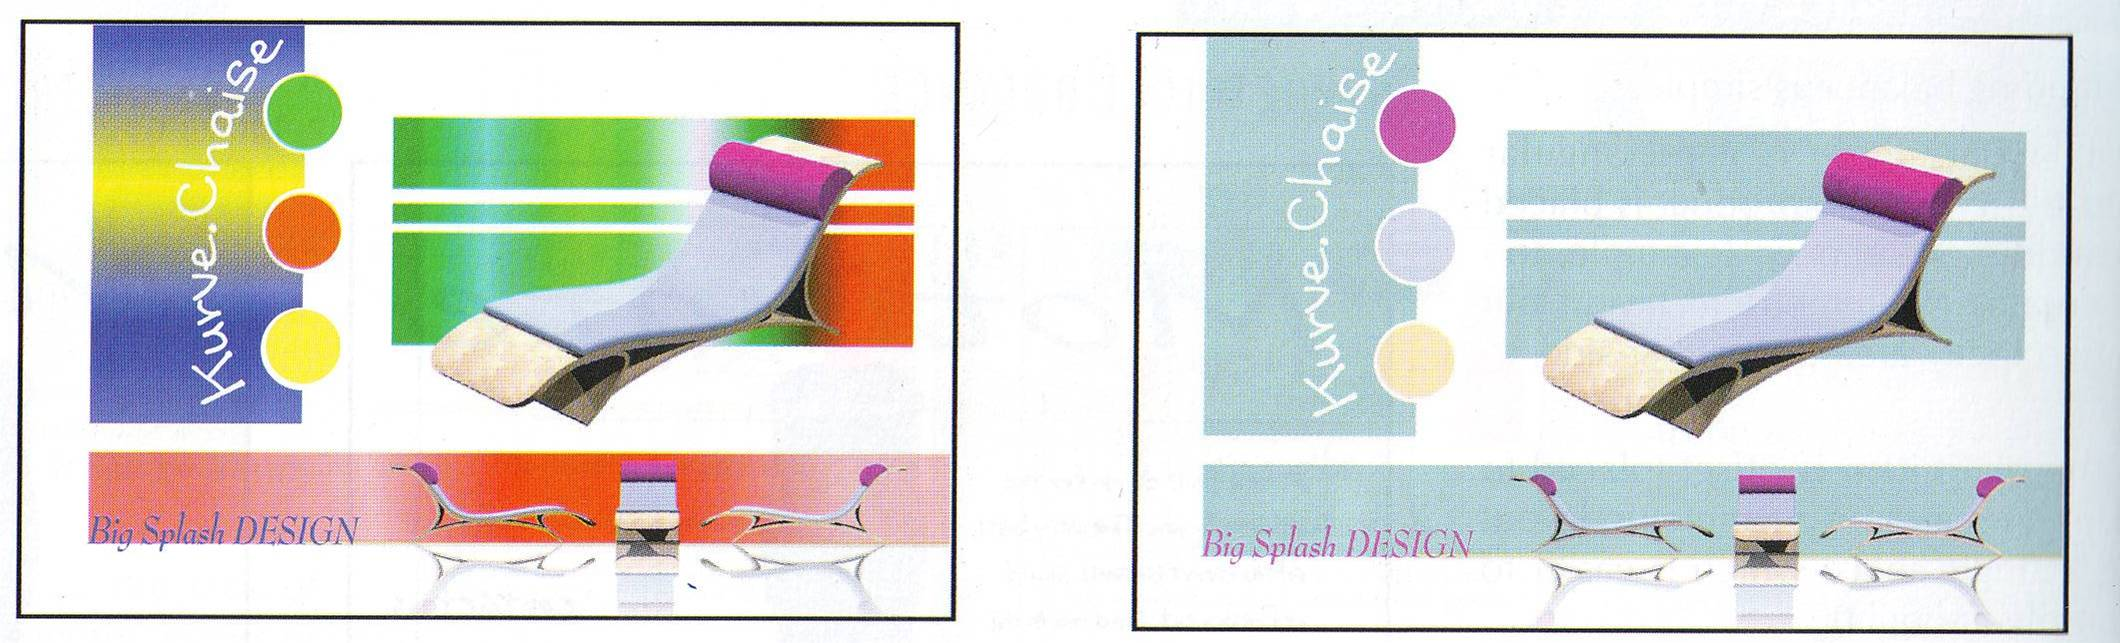 Kurve.Chaise
Big Splash DESIGN
Kurve.Chaise
Big Splash DESIGN